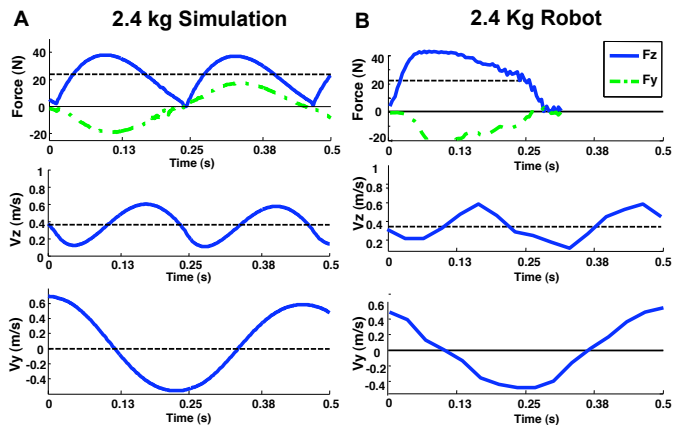 A
2.4 kg Simulation
Force (N)
40
20
0
-20
0 0.13 0.25 0.38 0.5
Time (s)
Vz (m/s)
1
0.8
0.6
0.4
0.2
0
0 0.13 0.25 0.38 0.5
Time (s)
Vy (m/s)
0.6
0.4
0.2
0
-0.4
0 0.13 0.25 0.38 0.5
Time (s)
B
2.4 Kg Robot
Fz
Fy
Force (N)
40
20
0
20
0 0.13 0.25 0.38 0.5
Time (s)
Vz (m/s)
1
0.8
0.6
0.4
0.2
0 0.13 0.25 0.38 0.5
Time (s)
Vy (m/s)
0.6
0.4
0.2
0
-0.2
-0.4
0 0.13 0.25 0.38 0.5
Time (s)